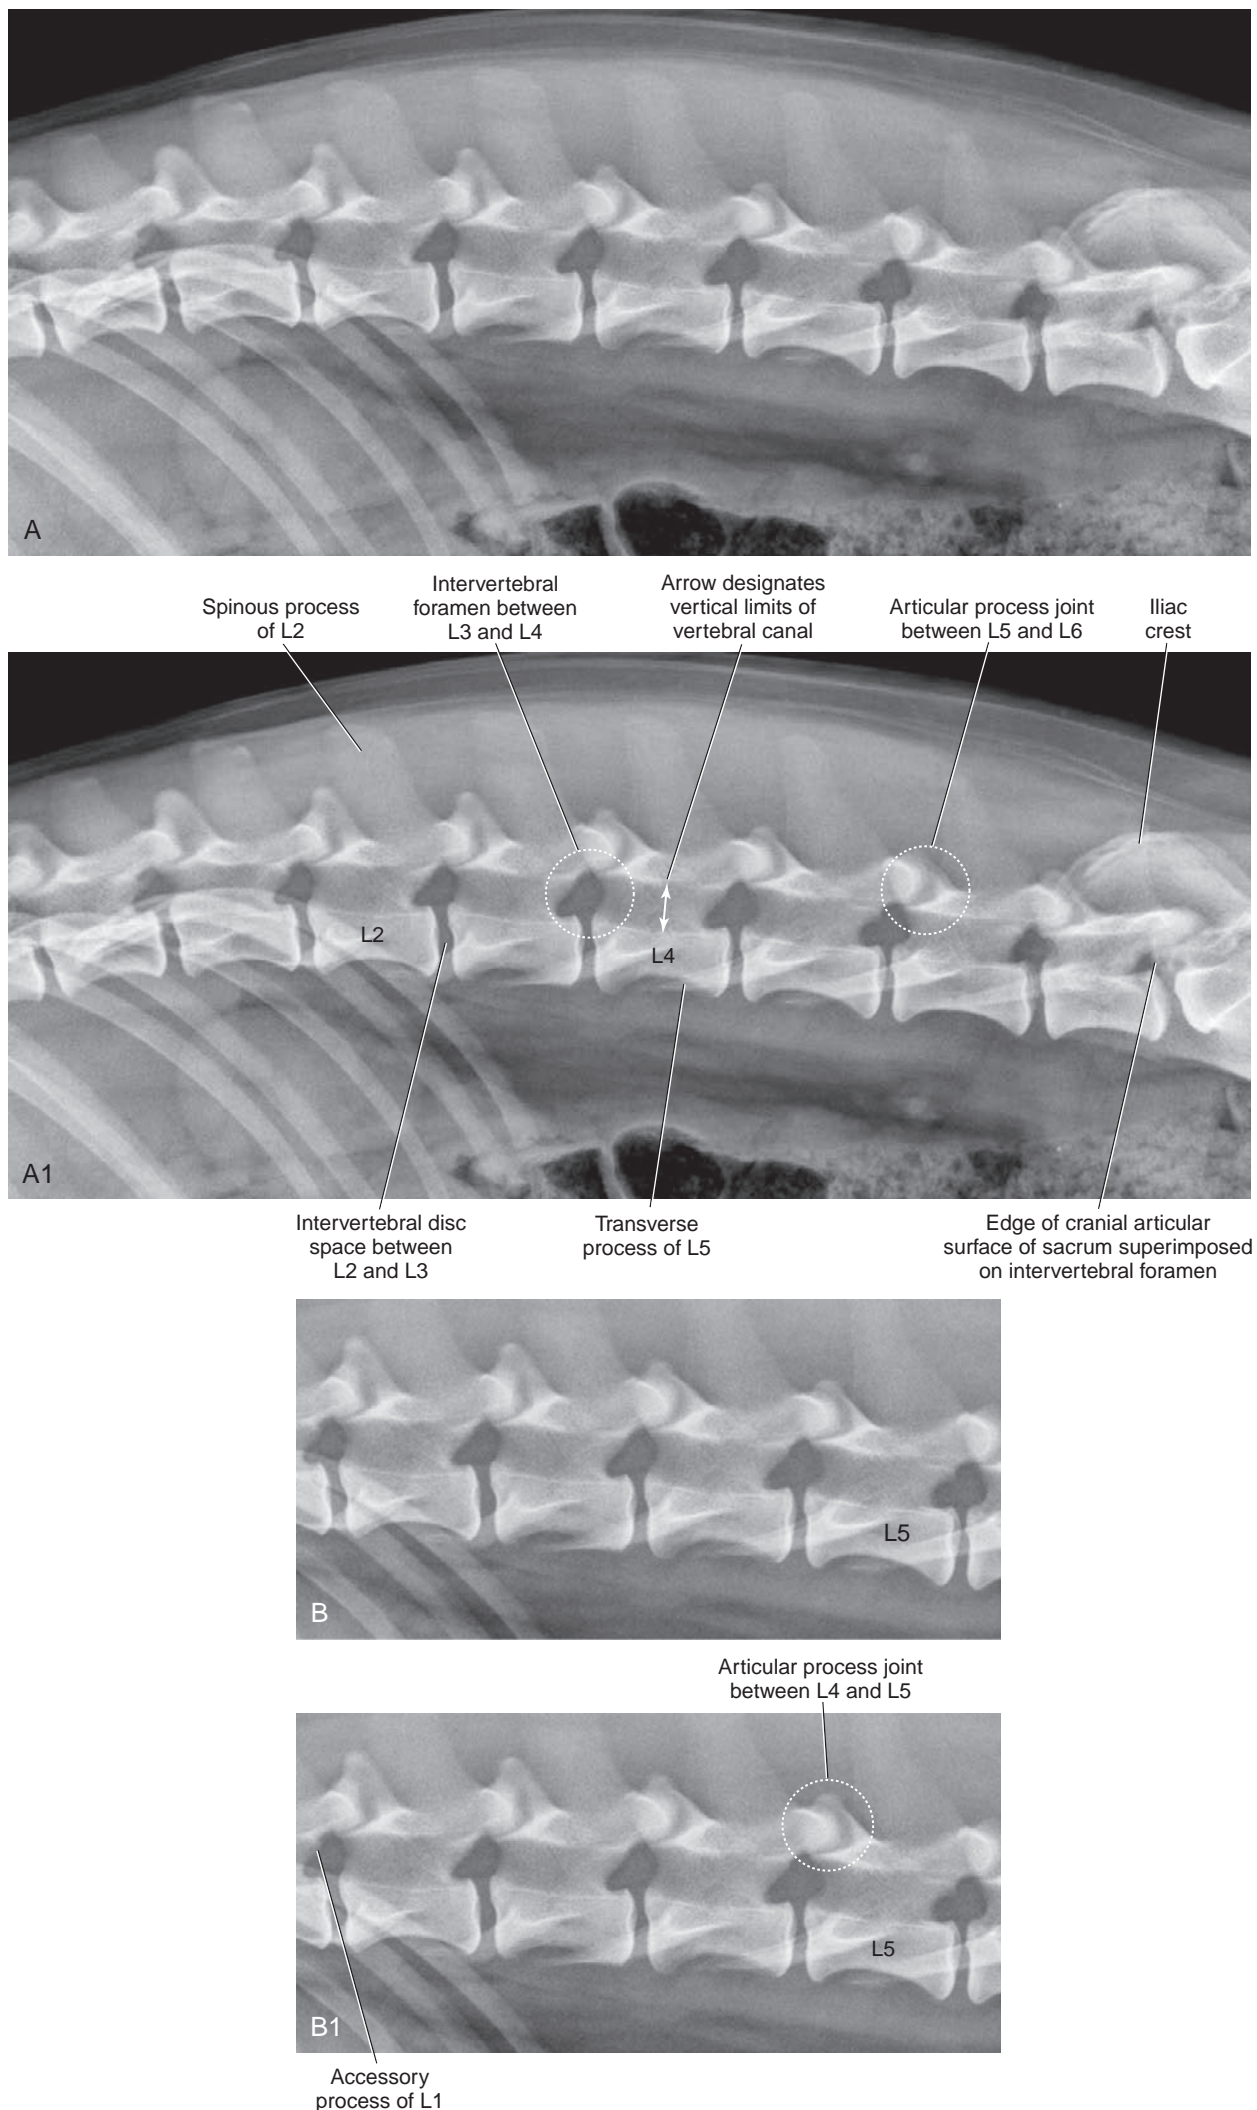 A
Spinous process
of L2
Intervertebral
foramen between
L3 and L4
Arrow designates
vertical limits of
vertebral canal
Articular process joint
between L5 and L6
Iliac
crest
L2
L4
A1
Intervertebral disc
space between
L2 and L3
Transverse
process of L5
Edge of cranial articular
surface of sacrum superimposed
on intervertebral foramen
L5
B
Articular process joint
between L4 and L5
L5
B1
Accessory
process of L1